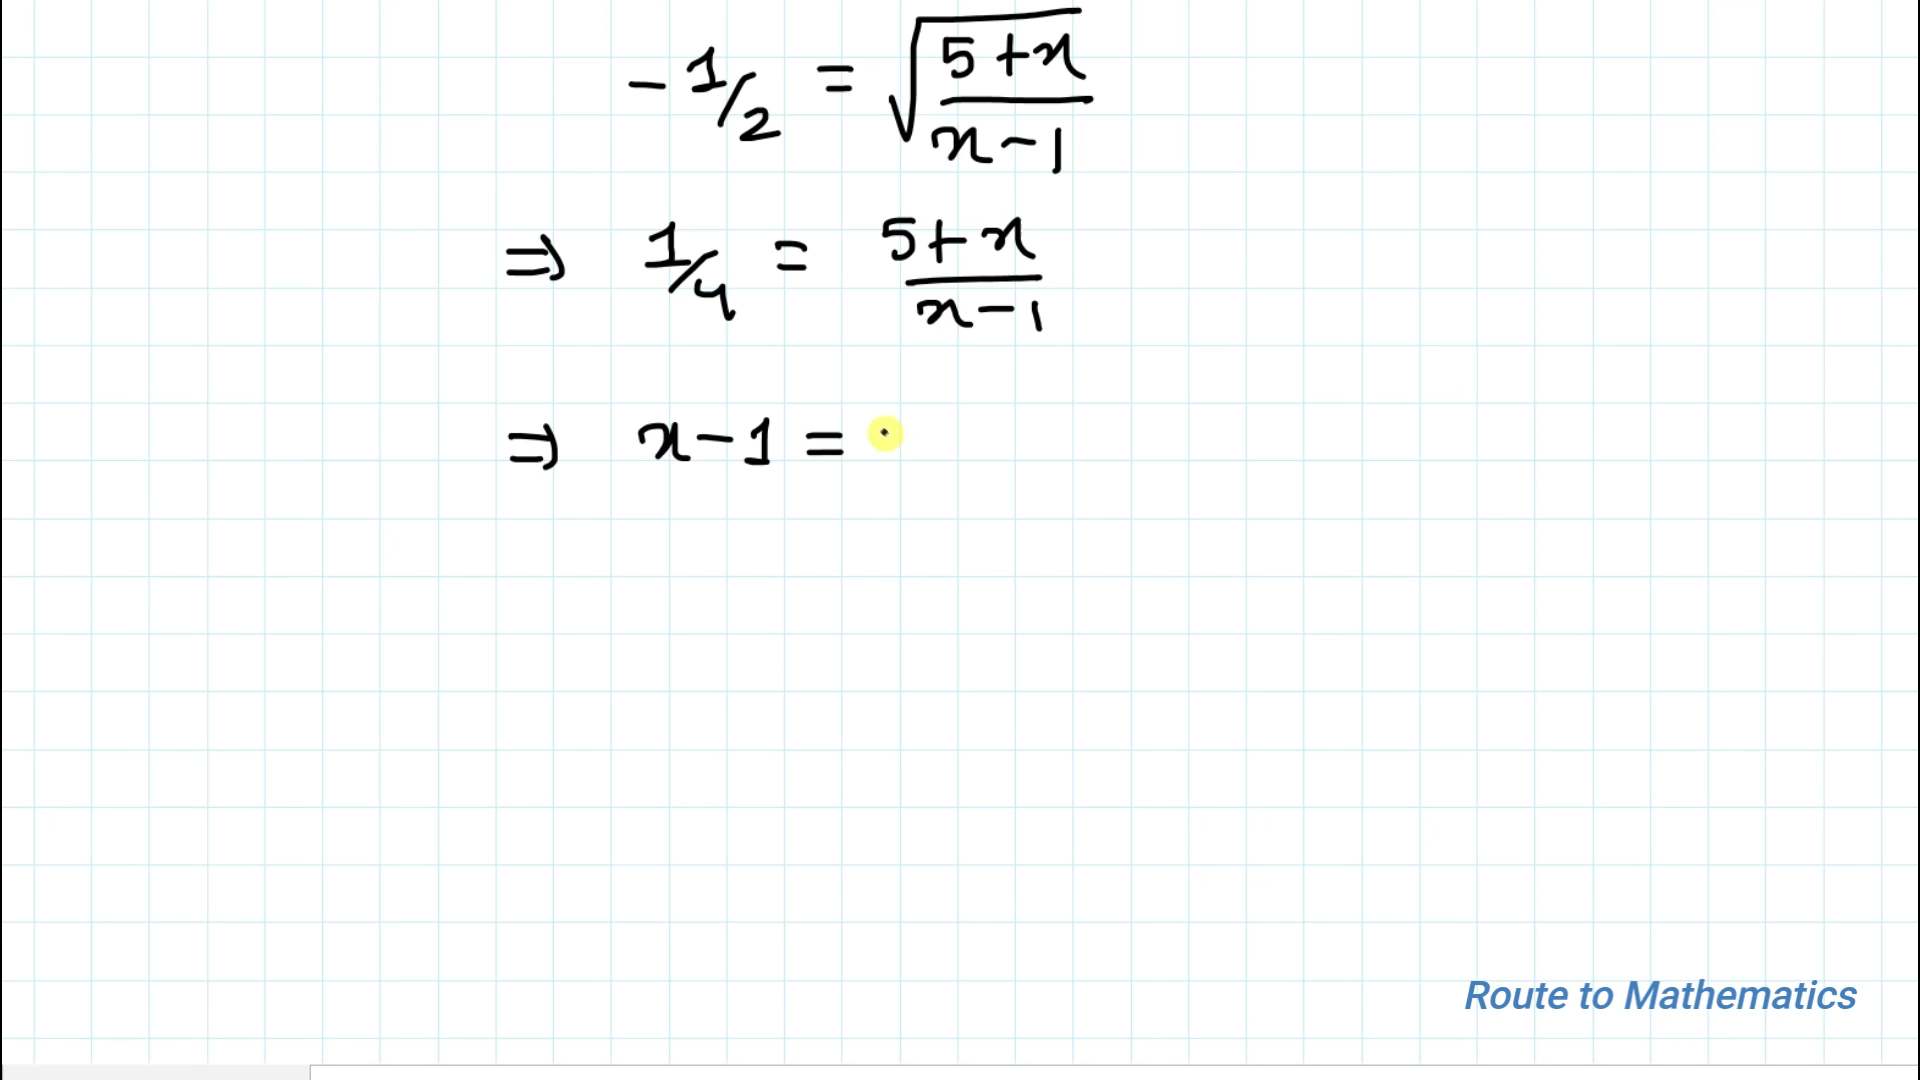 -1/2 = √(5+x)/(x-1)
⇒ 1/4 = (5+x)/(x-1)
⇒ x-1 =
Route to Mathematics